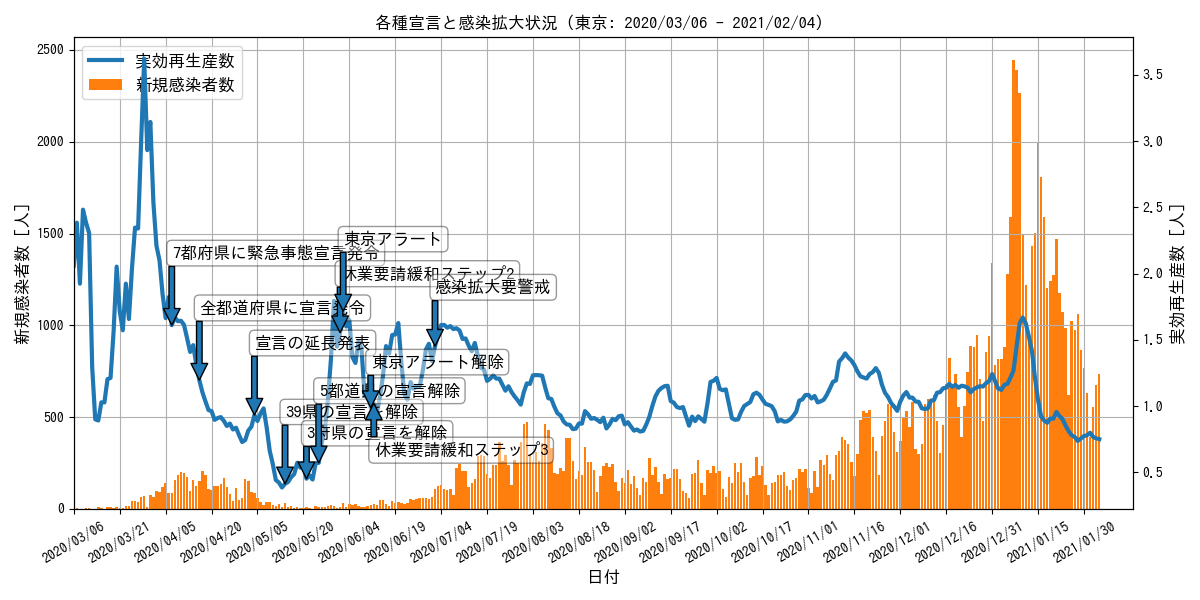 各種宣言と感染拡大状況 (東京: 2020/03/06 - 2021/02/04)
実効再生産数
新規感染者数
2500
2000
1500
1000
500
0
新規感染者数 [人]
3.5
3.0
2.5
2.0
1.5
1.0
0.5
実効再生産数 [人]
東京アラート
7都府県に緊急事態宣言発令
休業要請緩和ステップ2
感染拡大要警戒
全都道府県に宣言発令
宣言の延長発表
東京アラート解除
5都道県の宣言解除
39県の宣言を解除
3府県の宣言を解除
休業要請緩和ステップ3
2020/03/06
2020/03/21
2020/04/05
2020/04/20
2020/05/05
2020/05/20
2020/06/04
2020/06/19
2020/07/04
2020/07/19
2020/08/03
2020/08/18
2020/09/02
2020/09/17
2020/10/02
2020/10/17
2020/11/01
2020/11/16
2020/12/01
2020/12/16
2020/12/31
2021/01/15
2021/01/30
日付